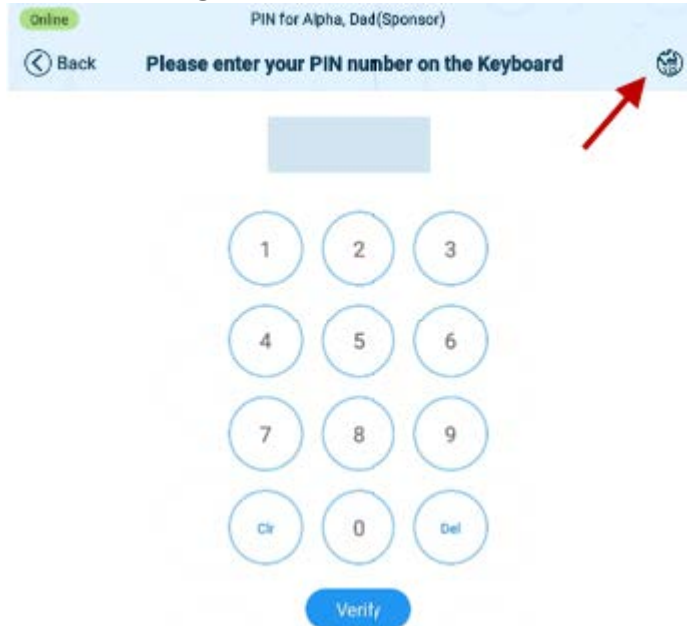 Online
PIN for Alpha, Dad(Sponsor)
Back
Please enter your PIN number on the Keyboard
1 2 3
4 5 6
7 8 9
Clr 0 Del
Verify